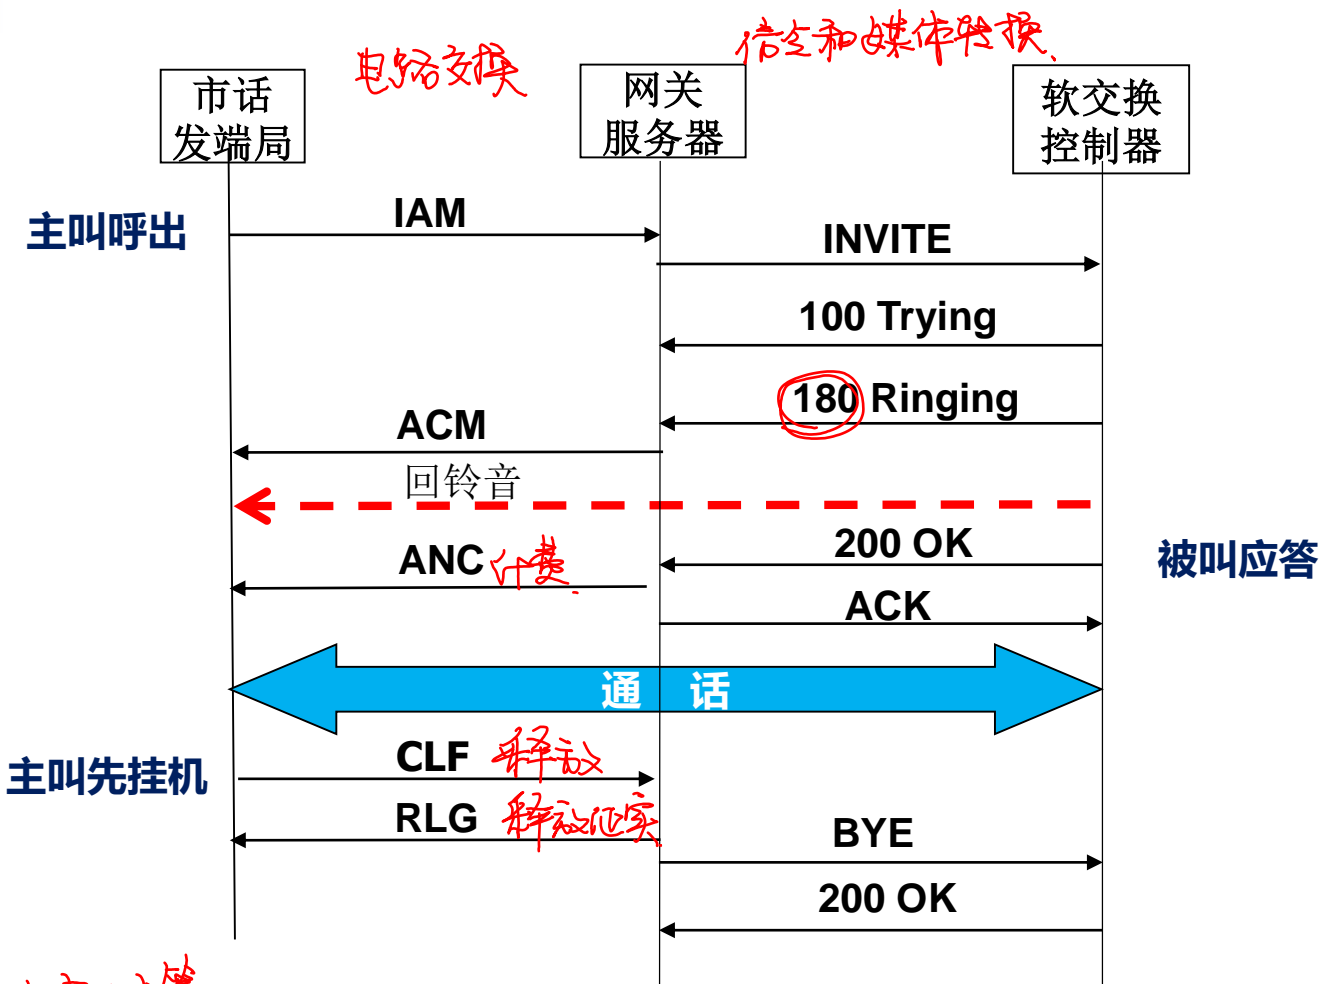 电路交换
信令和媒体转换
市话
发端局
网关
服务器
软交换
控制器
主叫呼出
IAM
INVITE
100 Trying
180 Ringing
ACM
回铃音
200 OK
被叫应答
ANC 计费
ACK
通 话
主叫先挂机
CLF 释放
RLG 释放证实
BYE
200 OK